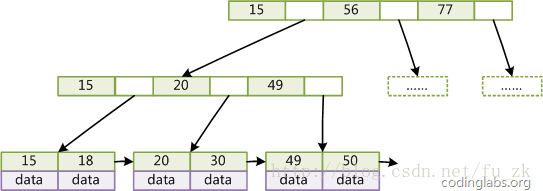 15 56 77
15 20 49
...... ......
15 18 20 30 49 50
data data data data data data
http://blog.csdn.net/fu_zk
codinglabs.org